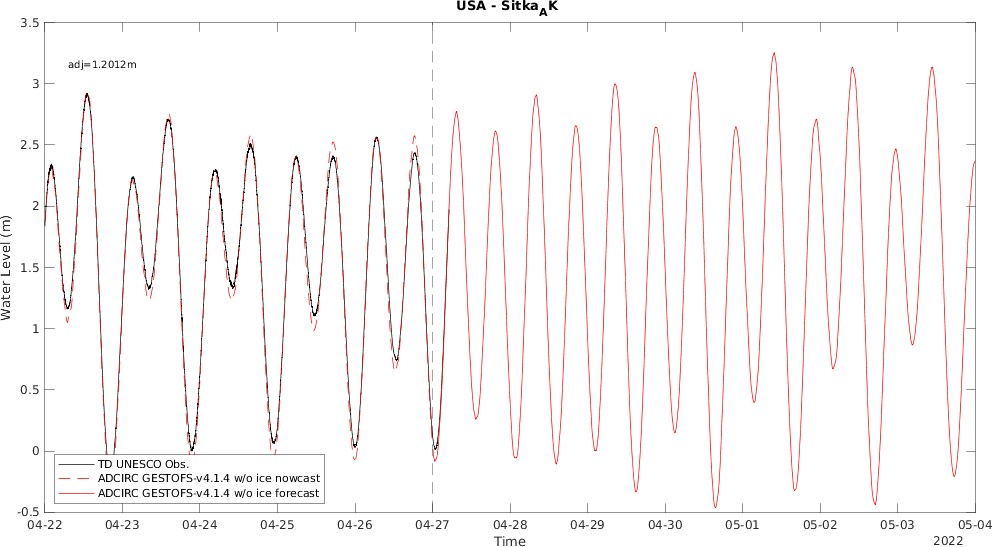 USA - Sitka_AK
adj=1.2012m
3.5
3
2.5
2
1.5
1
0.5
0
-0.5
Water Level (m)
TD UNESCO Obs.
ADCIRC GESTOFS-v4.1.4 w/o ice nowcast
ADCIRC GESTOFS-v4.1.4 w/o ice forecast
04-22 04-23 04-24 04-25 04-26 04-27 04-28 04-29 04-30 05-01 05-02 05-03 05-04
Time
2022